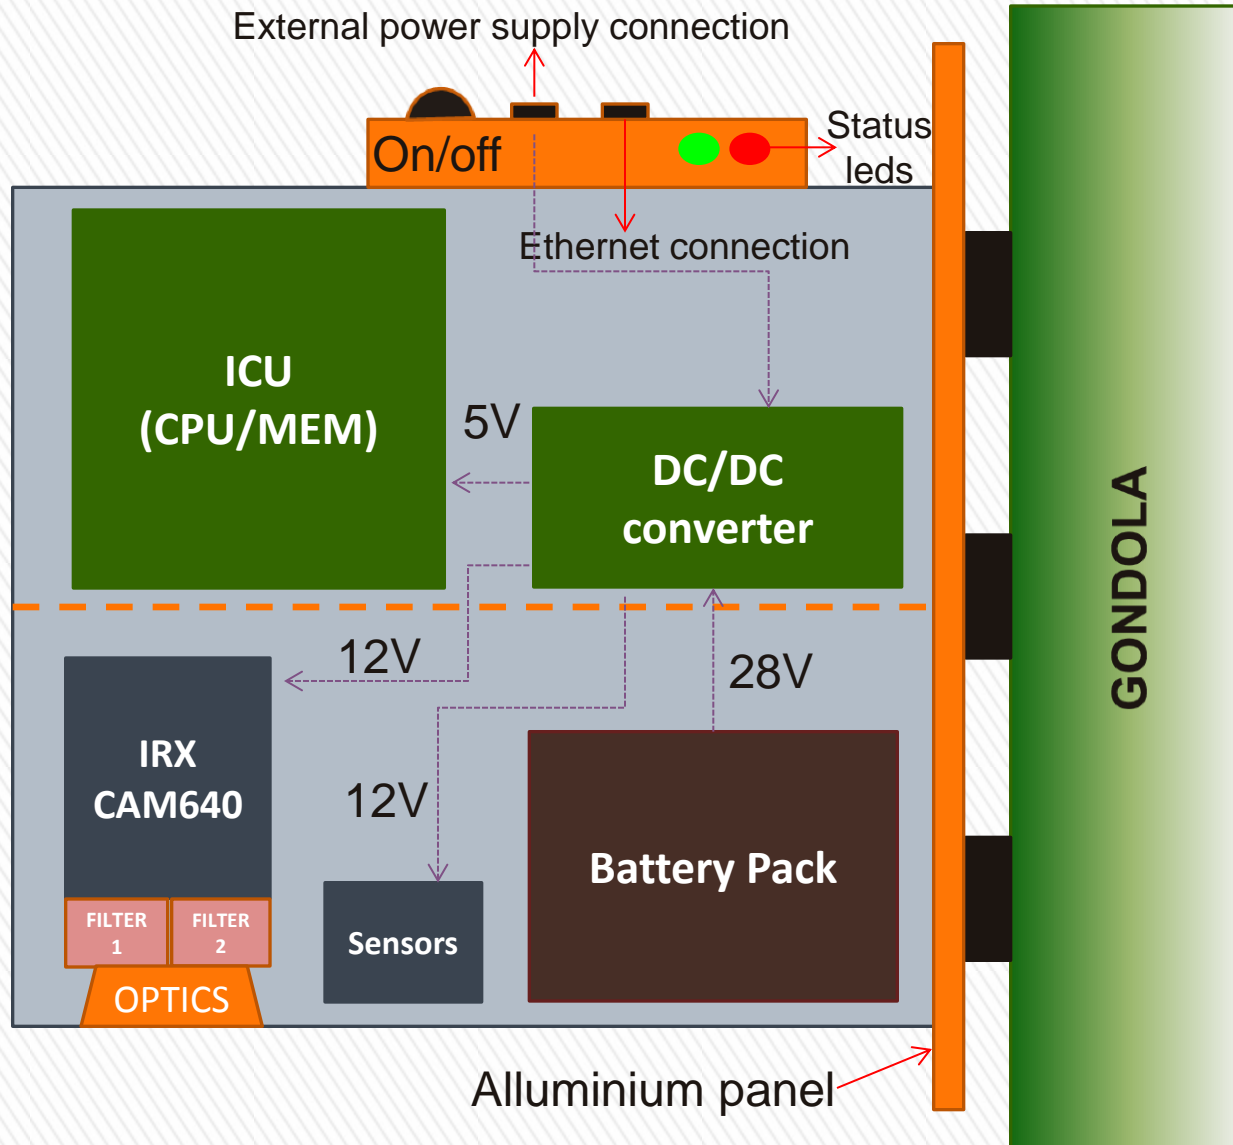 External power supply connection
On/off
Status
leds
Ethernet connection
ICU
(CPU/MEM)
5V
DC/DC
converter
GONDOLA
12V
28V
IRX
CAM640
12V
Battery Pack
FILTER
1
FILTER
2
Sensors
OPTICS
Alluminium panel